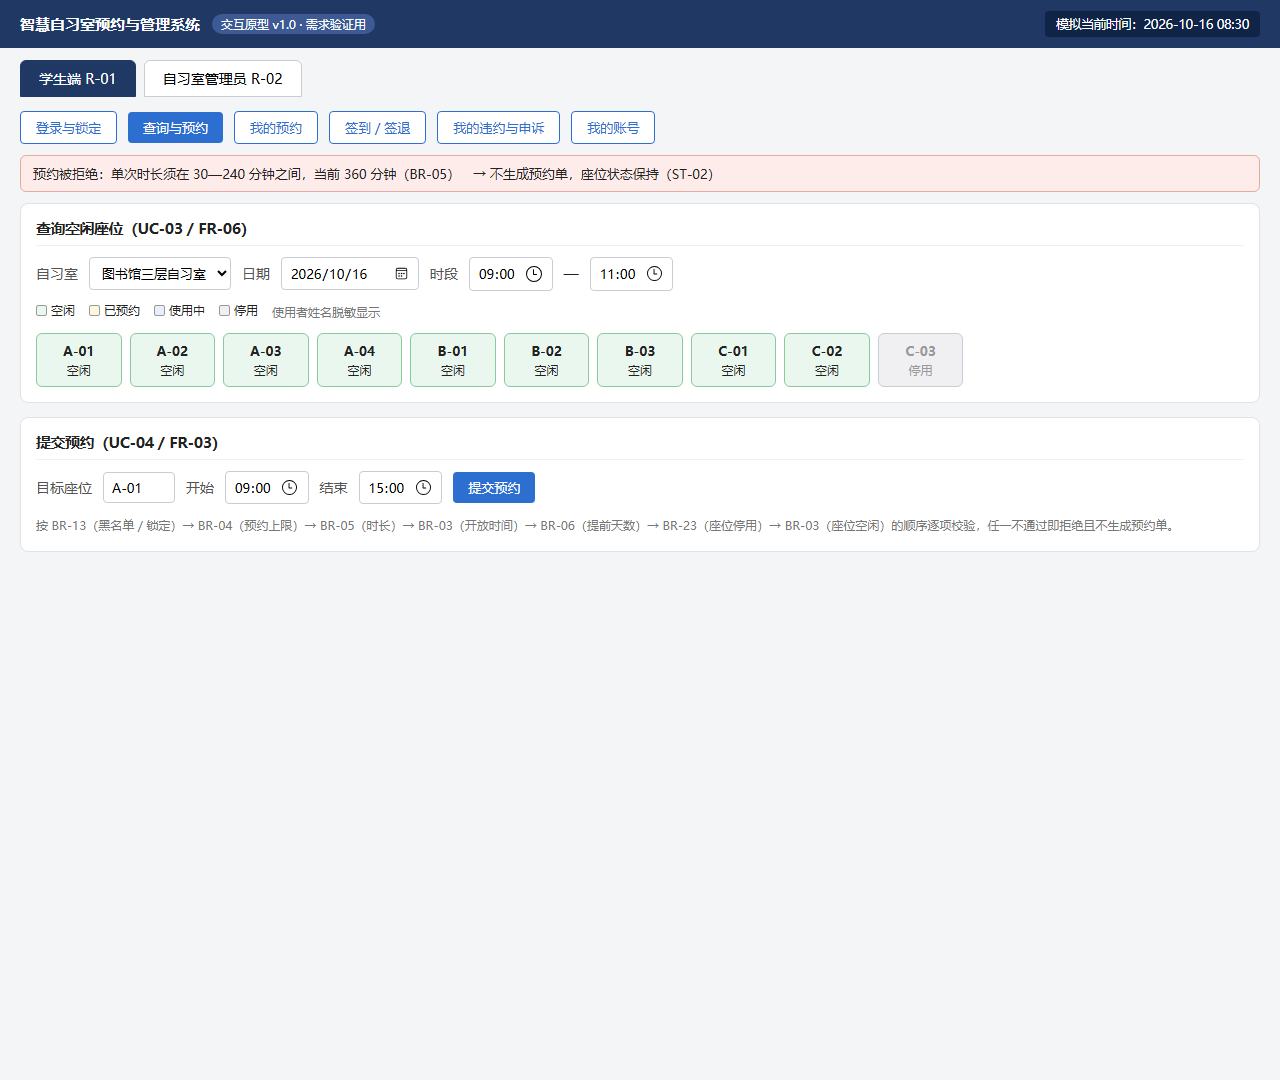 智慧自习室预约与管理系统 交互原型 v1.0 · 需求验证用 模拟当前时间：2026-10-16 08:30
学生端 R-01 自习室管理员 R-02
登录与锁定 查询与预约 我的预约 签到 / 签退 我的违约与申诉 我的账号
预约被拒绝：单次时长须在 30—240 分钟之间，当前 360 分钟（BR-05） → 不生成预约单，座位状态保持（ST-02）
查询空闲座位（UC-03 / FR-06）
自习室 图书馆三层自习室 日期 2026/10/16 时段 09:00 — 11:00
空闲 已预约 使用中 停用 使用者姓名脱敏显示
A-01 A-02 A-03 A-04 B-01 B-02 B-03 C-01 C-02 C-03
空闲 空闲 空闲 空闲 空闲 空闲 空闲 空闲 空闲 停用
提交预约（UC-04 / FR-03）
目标座位 A-01 开始 09:00 结束 15:00 提交预约
按 BR-13（黑名单 / 锁定）→ BR-04（预约上限）→ BR-05（时长）→ BR-03（开放时间）→ BR-06（提前天数）→ BR-23（座位停用）→ BR-03（座位空闲）的顺序逐项校验，任一不通过即拒绝且不生成预约单。